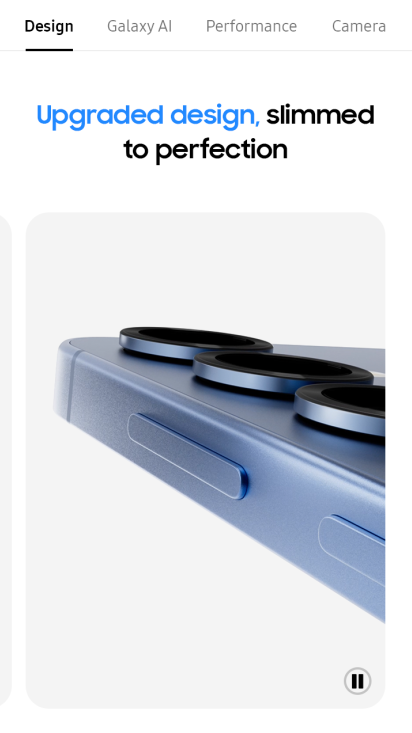 Design Galaxy AI Performance Camera
Upgraded design, slimmed
to perfection